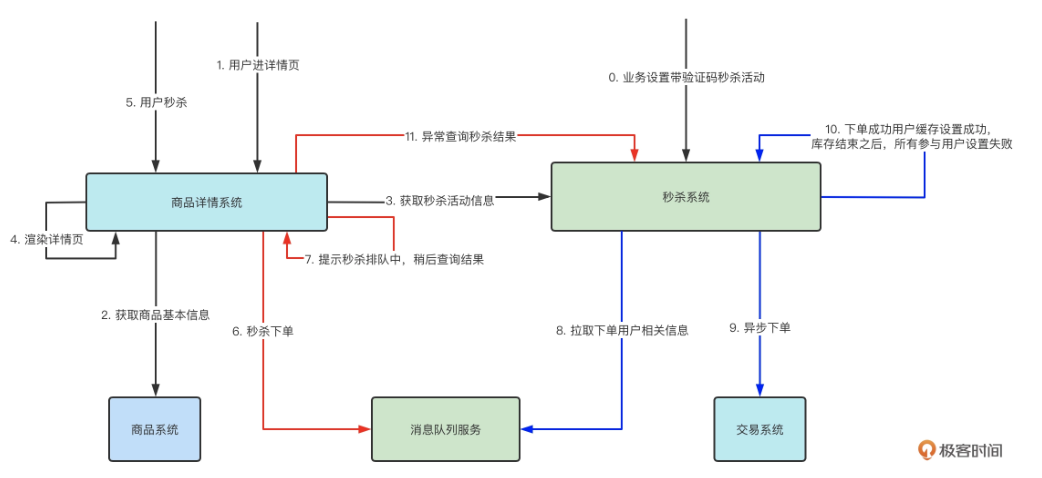 1. 用户进详情页
0. 业务设置带验证码秒杀活动
5. 用户秒杀
11. 异常查询秒杀结果
10. 下单成功用户缓存设置成功，
库存结束之后，所有参与用户设置失败
商品详情系统
3. 获取秒杀活动信息
秒杀系统
4. 渲染详情页
7. 提示秒杀排队中，稍后查询结果
2. 获取商品基本信息
6. 秒杀下单
8. 拉取下单用户相关信息
9. 异步下单
商品系统
消息队列服务
交易系统
极客时间